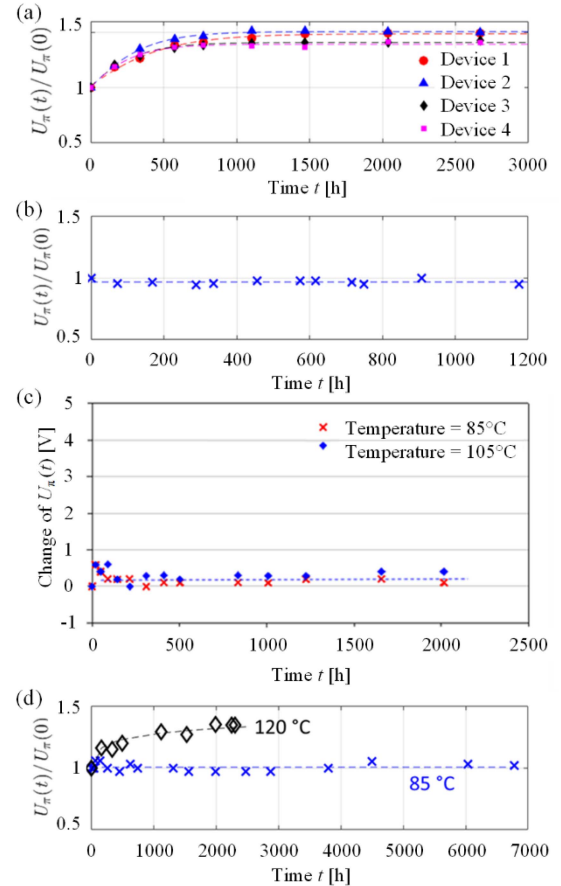 (a)
1.5
1
0.5
U_π(t)/U_π(0)
Device 1
Device 2
Device 3
Device 4
0 500 1000 1500 2000 2500 3000
Time t [h]
(b)
1.5
1
0.5
U_π(t)/U_π(0)
0 200 400 600 800 1000 1200
Time t [h]
(c)
5
4
3
2
1
0
-1
Change of U_π(t) [V]
Temperature = 85°C
Temperature = 105°C
0 500 1000 1500 2000 2500
Time t [h]
(d)
1.5
1
0.5
U_π(t)/U_π(0)
120 °C
85 °C
0 1000 2000 3000 4000 5000 6000 7000
Time t [h]